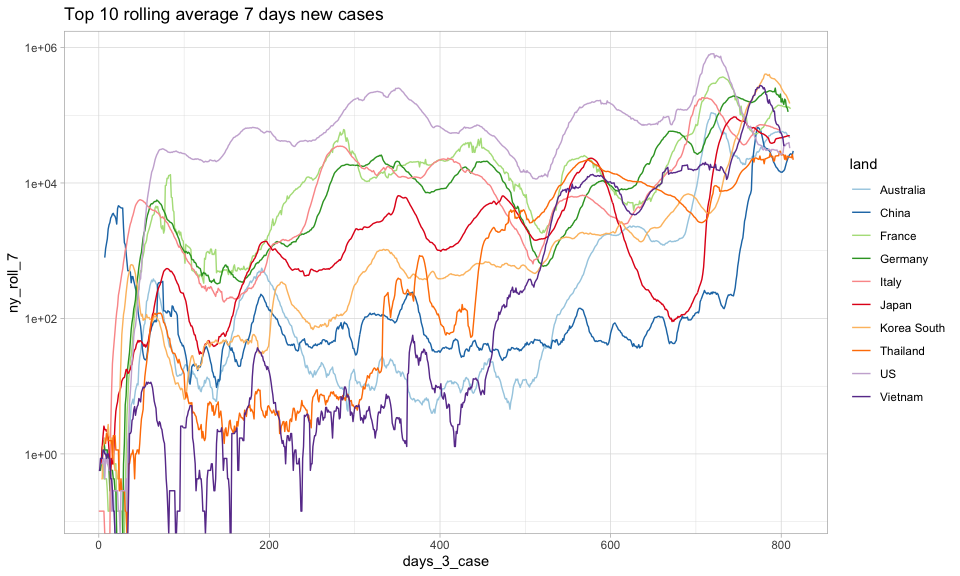 Top 10 rolling average 7 days new cases
ny_roll_7
1e+06
1e+04
1e+02
1e+00
0
200
400
600
800
days_3_case
land
Australia
China
France
Germany
Italy
Japan
Korea South
Thailand
US
Vietnam